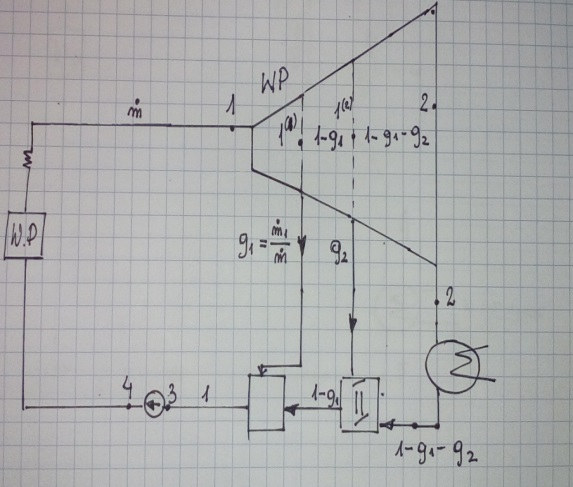 ṁ
1
WP
1⁽¹⁾
1-g₁
1⁽²⁾
1-g₁-g₂
2
W.P
g₁ = ṁ₁/ṁ
g₂
2
4
3
1
1-g₁
1-g₁-g₂